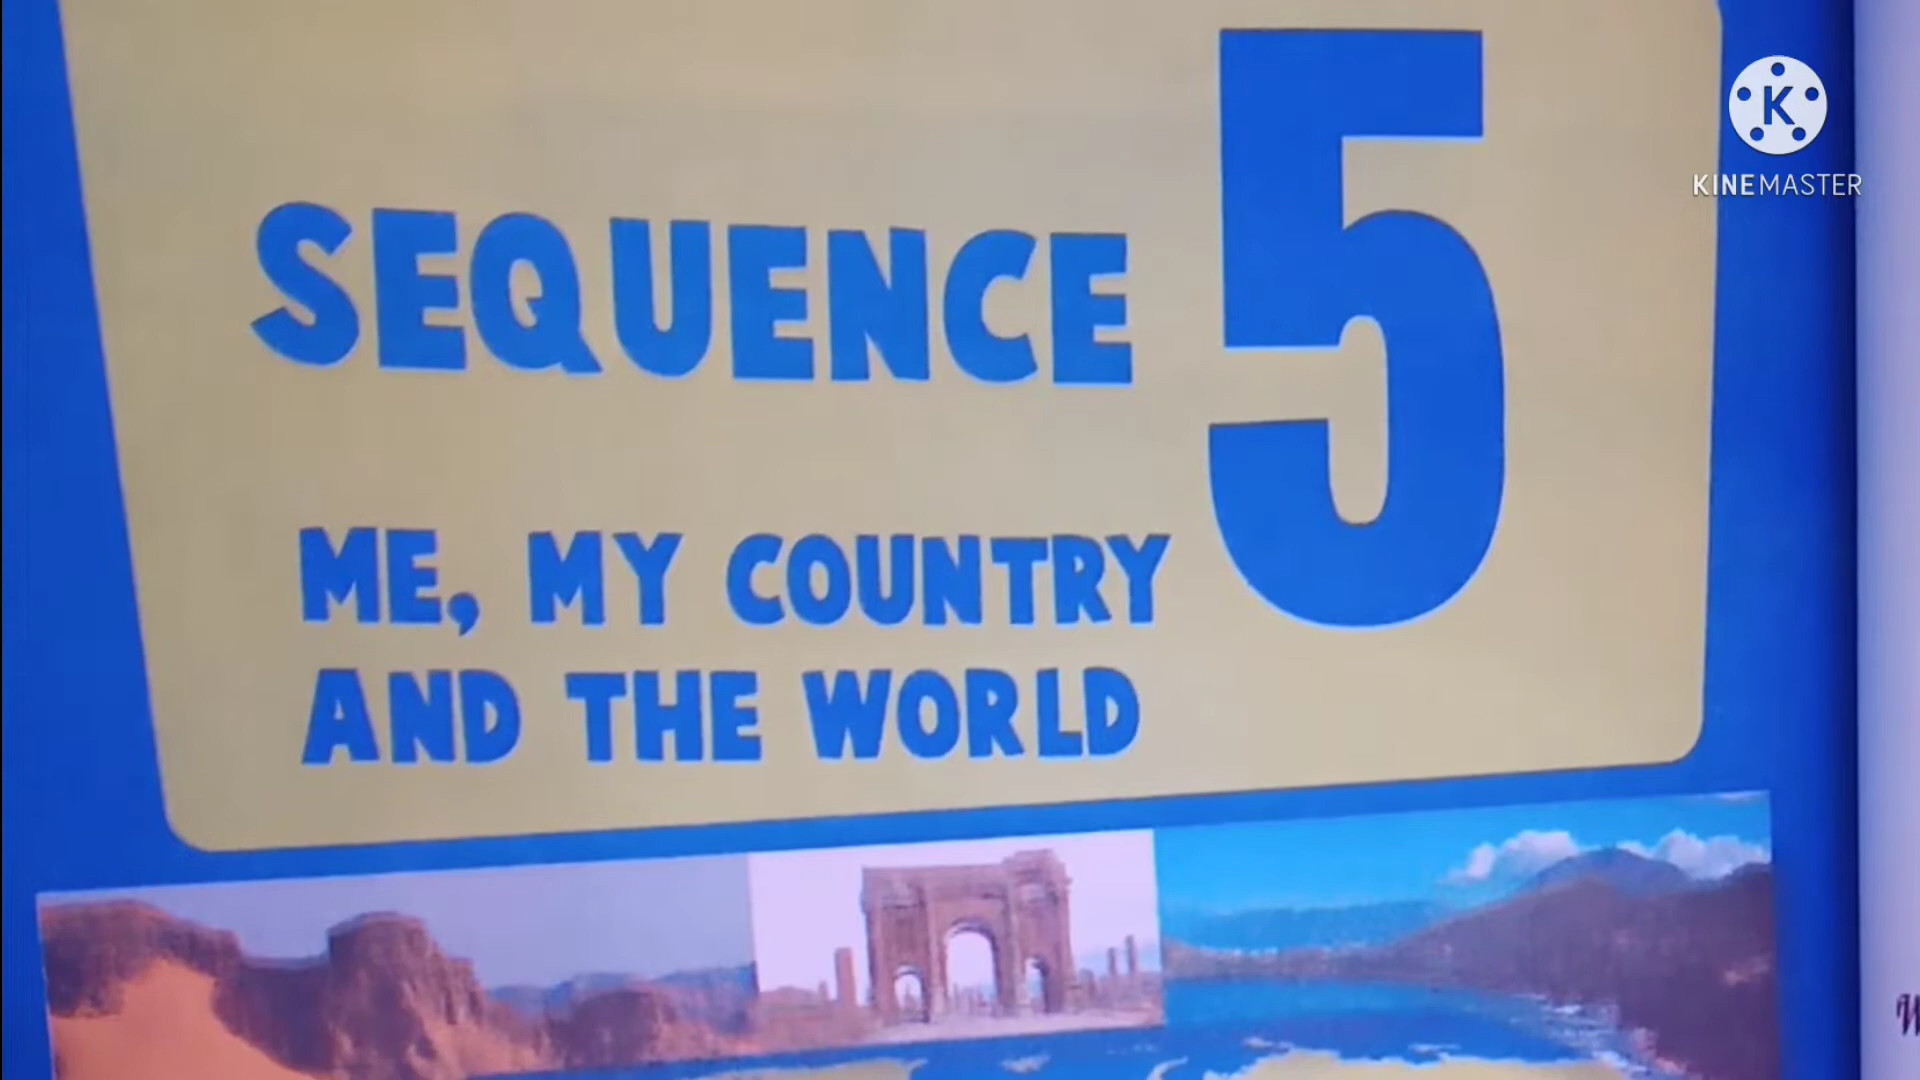 SEQUENCE 5
ME, MY COUNTRY
AND THE WORLD
K
KINEMASTER